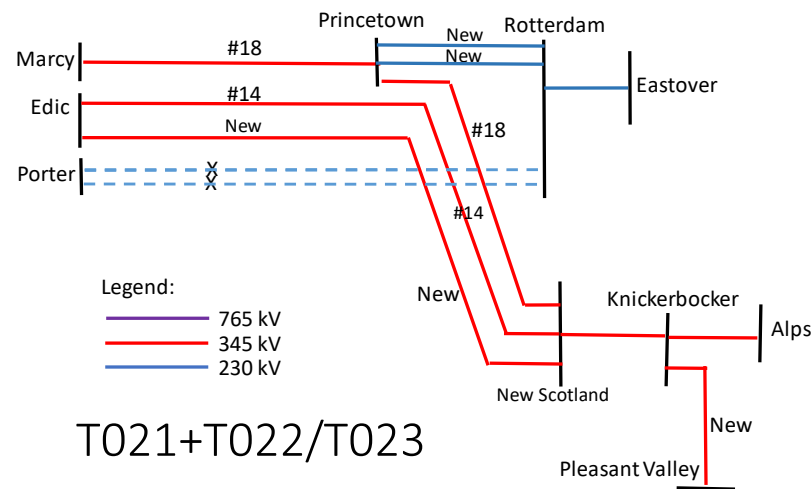 Princetown
New
Rotterdam
Marcy
#18
New
Eastover
Edic
#14
New
#18
Porter
X
X
#14
Legend:
New
Knickerbocker
765 kV
Alps
345 kV
230 kV
New Scotland
New
T021+T022/T023
Pleasant Valley